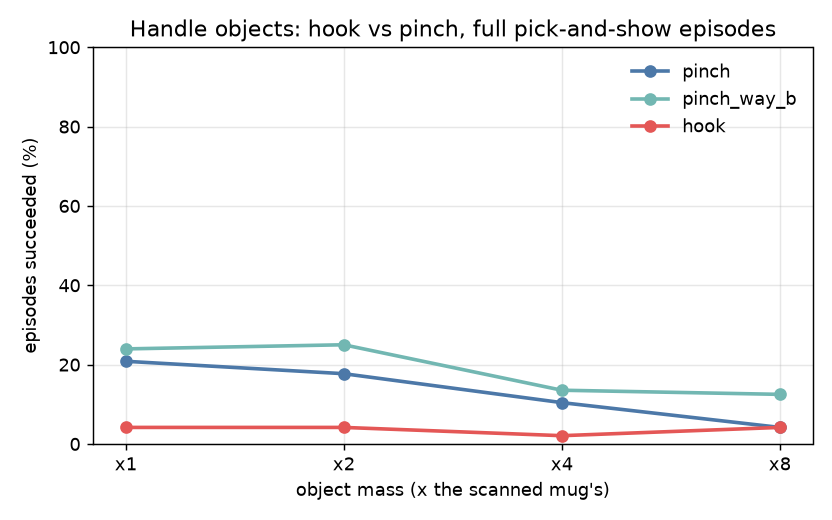 Handle objects: hook vs pinch, full pick-and-show episodes
pinch
pinch_way_b
hook
episodes succeeded (%)
100
80
60
40
20
0
x1 x2 x4 x8
object mass (x the scanned mug's)